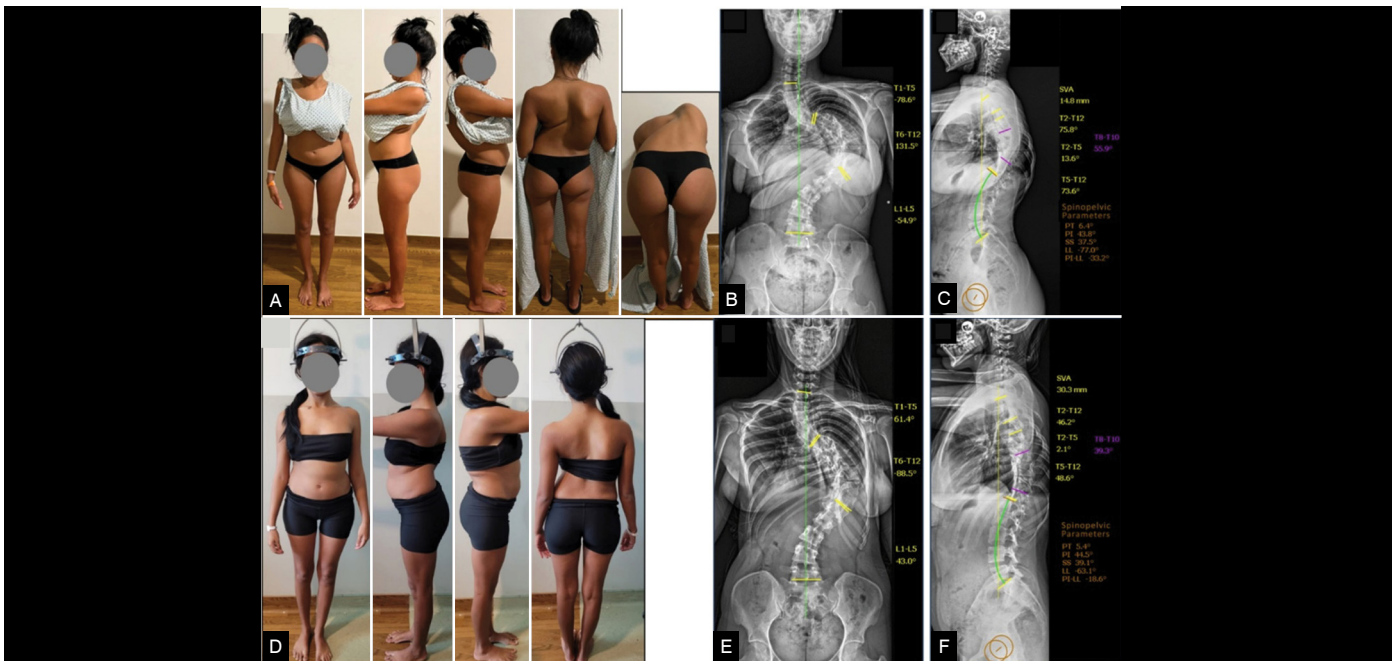 A
B
T1-T5
-78.6°
T6-T12
131.5°
L1-L5
-54.9°
C
SVA
14.8 mm
T2-T12
75.8°
T8-T10
55.9°
T2-T5
13.6°
T5-T12
73.6°
Spinopelvic
Parameters
PT 6.4°
PI 43.8°
SS 37.5°
LL -77.0°
PI-LL -33.2°
D
E
T1-T5
61.4°
T6-T12
-88.5°
L1-L5
43.0°
F
SVA
30.3 mm
T2-T12
46.2°
T2-T5
2.1°
T8-T10
39.3°
T5-T12
48.6°
Spinopelvic
Parameters
PT 5.4°
PI 44.5°
SS 39.1°
LL -63.1°
PI-LL -18.6°